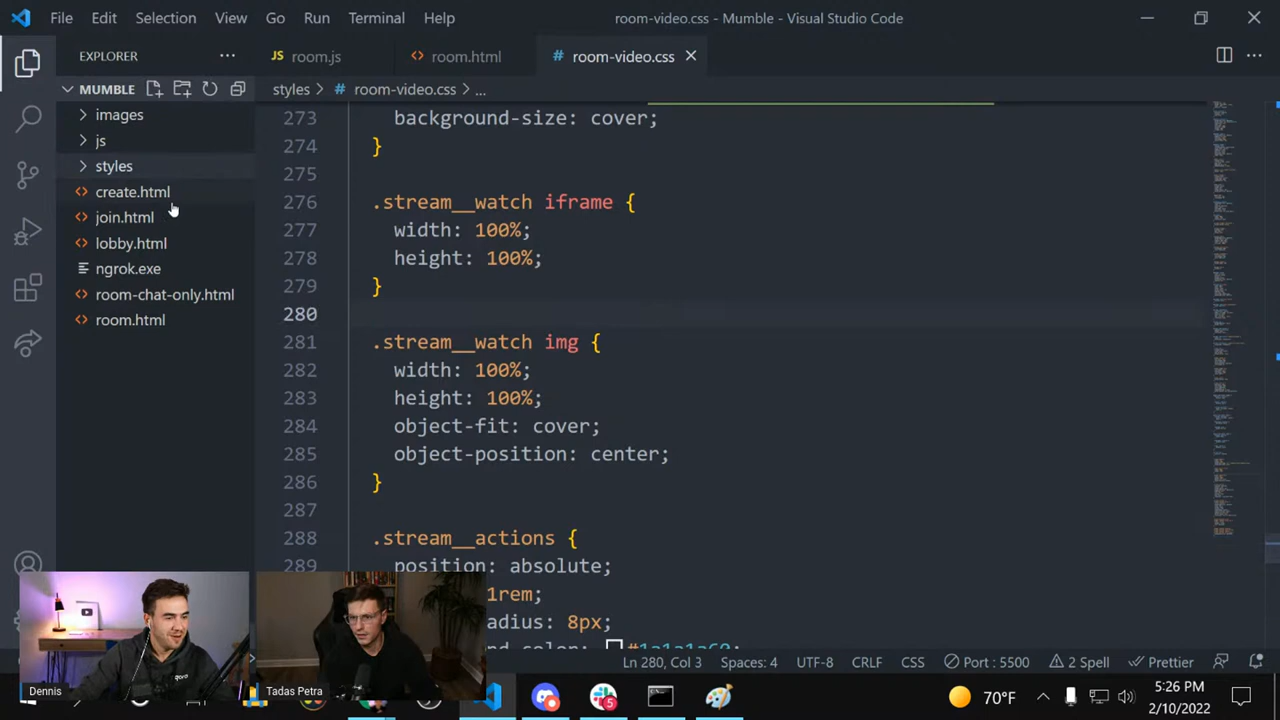 File Edit Selection View Go Run Terminal Help room-video.css - Mumble - Visual Studio Code
EXPLORER ···
JS room.js <> room.html # room-video.css
MUMBLE
styles > # room-video.css > ...
images
js
styles
create.html
join.html
lobby.html
ngrok.exe
room-chat-only.html
room.html
273 background-size: cover;
274 }
275
276 .stream__watch iframe {
277 width: 100%;
278 height: 100%;
279 }
280
281 .stream__watch img {
282 width: 100%;
283 height: 100%;
284 object-fit: cover;
285 object-position: center;
286 }
287
288 .stream__actions {
289 position: absolute;
1rem;
adius: 8px;
Dennis
Tadas Petra
Ln 280, Col 3 Spaces: 4 UTF-8 CRLF CSS Port : 5500 2 Spell Prettier
5
70°F
5:26 PM
2/10/2022